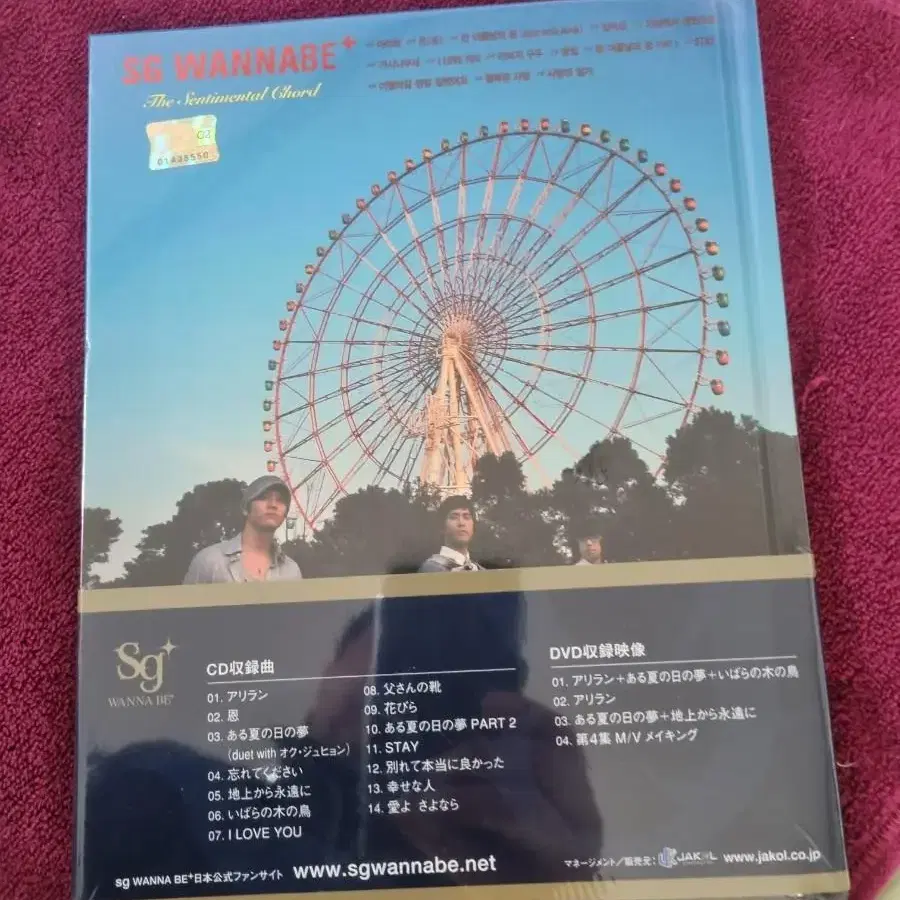 SG WANNABE+
The Sentimental Chord
01A28550
Sg
WANNA BE+
CD収録曲
01. アリラン
02. 恩
03. ある夏の日の夢
(duet with オク・ジュヒョン)
04. 忘れてください
05. 地上から永遠に
06. いばらの木の鳥
07. I LOVE YOU
08. 父さんの靴
09. 花びら
10. ある夏の日の夢 PART 2
11. STAY
12. 別れて本当に良かった
13. 幸せな人
14. 愛よ さよなら
DVD収録映像
01. アリラン+ある夏の日の夢+いばらの木の鳥
02. アリラン
03. ある夏の日の夢+地上から永遠に
04. 第4集 M/V メイキング
sg WANNA BE+日本公式ファンサイト www.sgwannabe.net
マネージメント/販売元: JAKOL www.jakol.co.jp